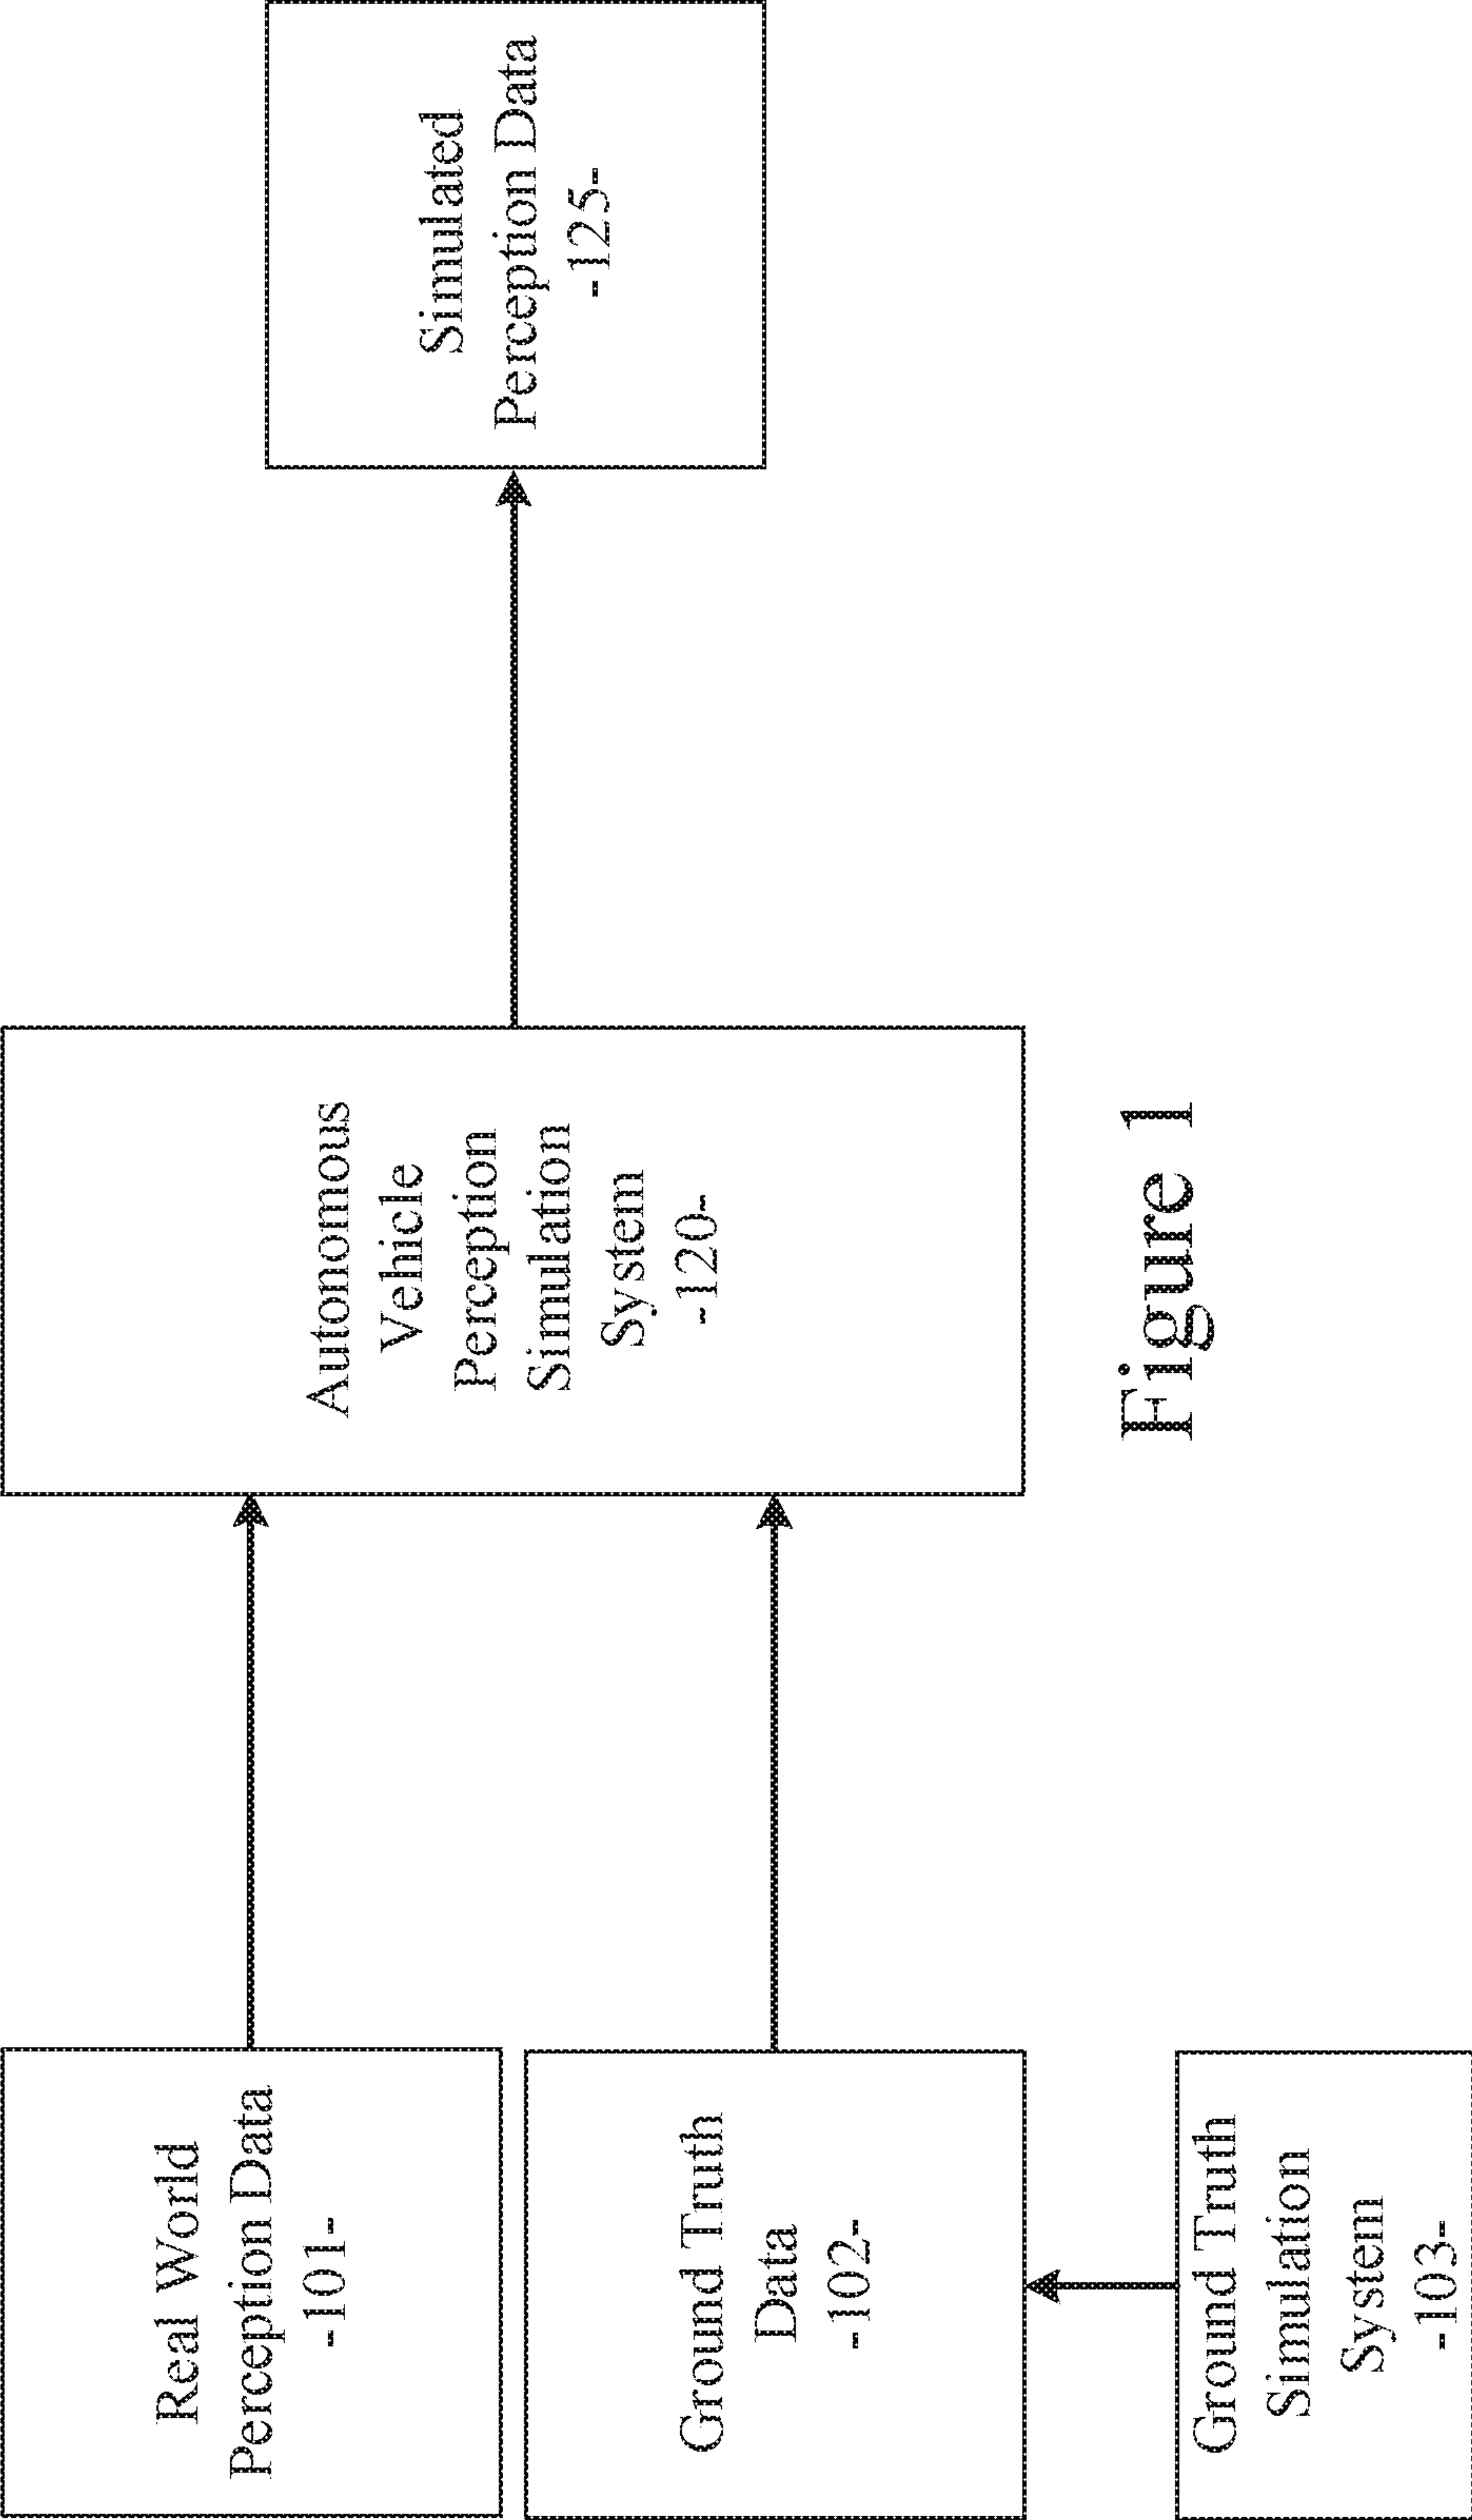 Real World
Perception Data
-101-
Ground Truth
Data
-102-
Ground Truth
Simulation
System
-103-
Autonomous
Vehicle
Perception
Simulation
System
-120-
Simulated
Perception Data
-125-
Figure 1